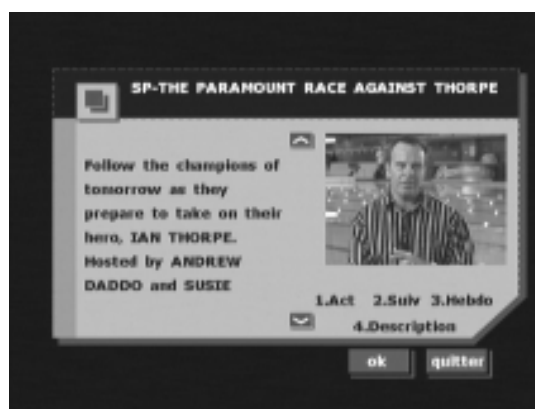 SP-THE PARAMOUNT RACE AGAINST THORPE
Follow the champions of
tomorrow as they
prepare to take on their
hero, IAN THORPE.
Hosted by ANDREW
DADDO and SUSIE
1.Act 2.Suiv 3.Hebdo
4.Description
ok quitter